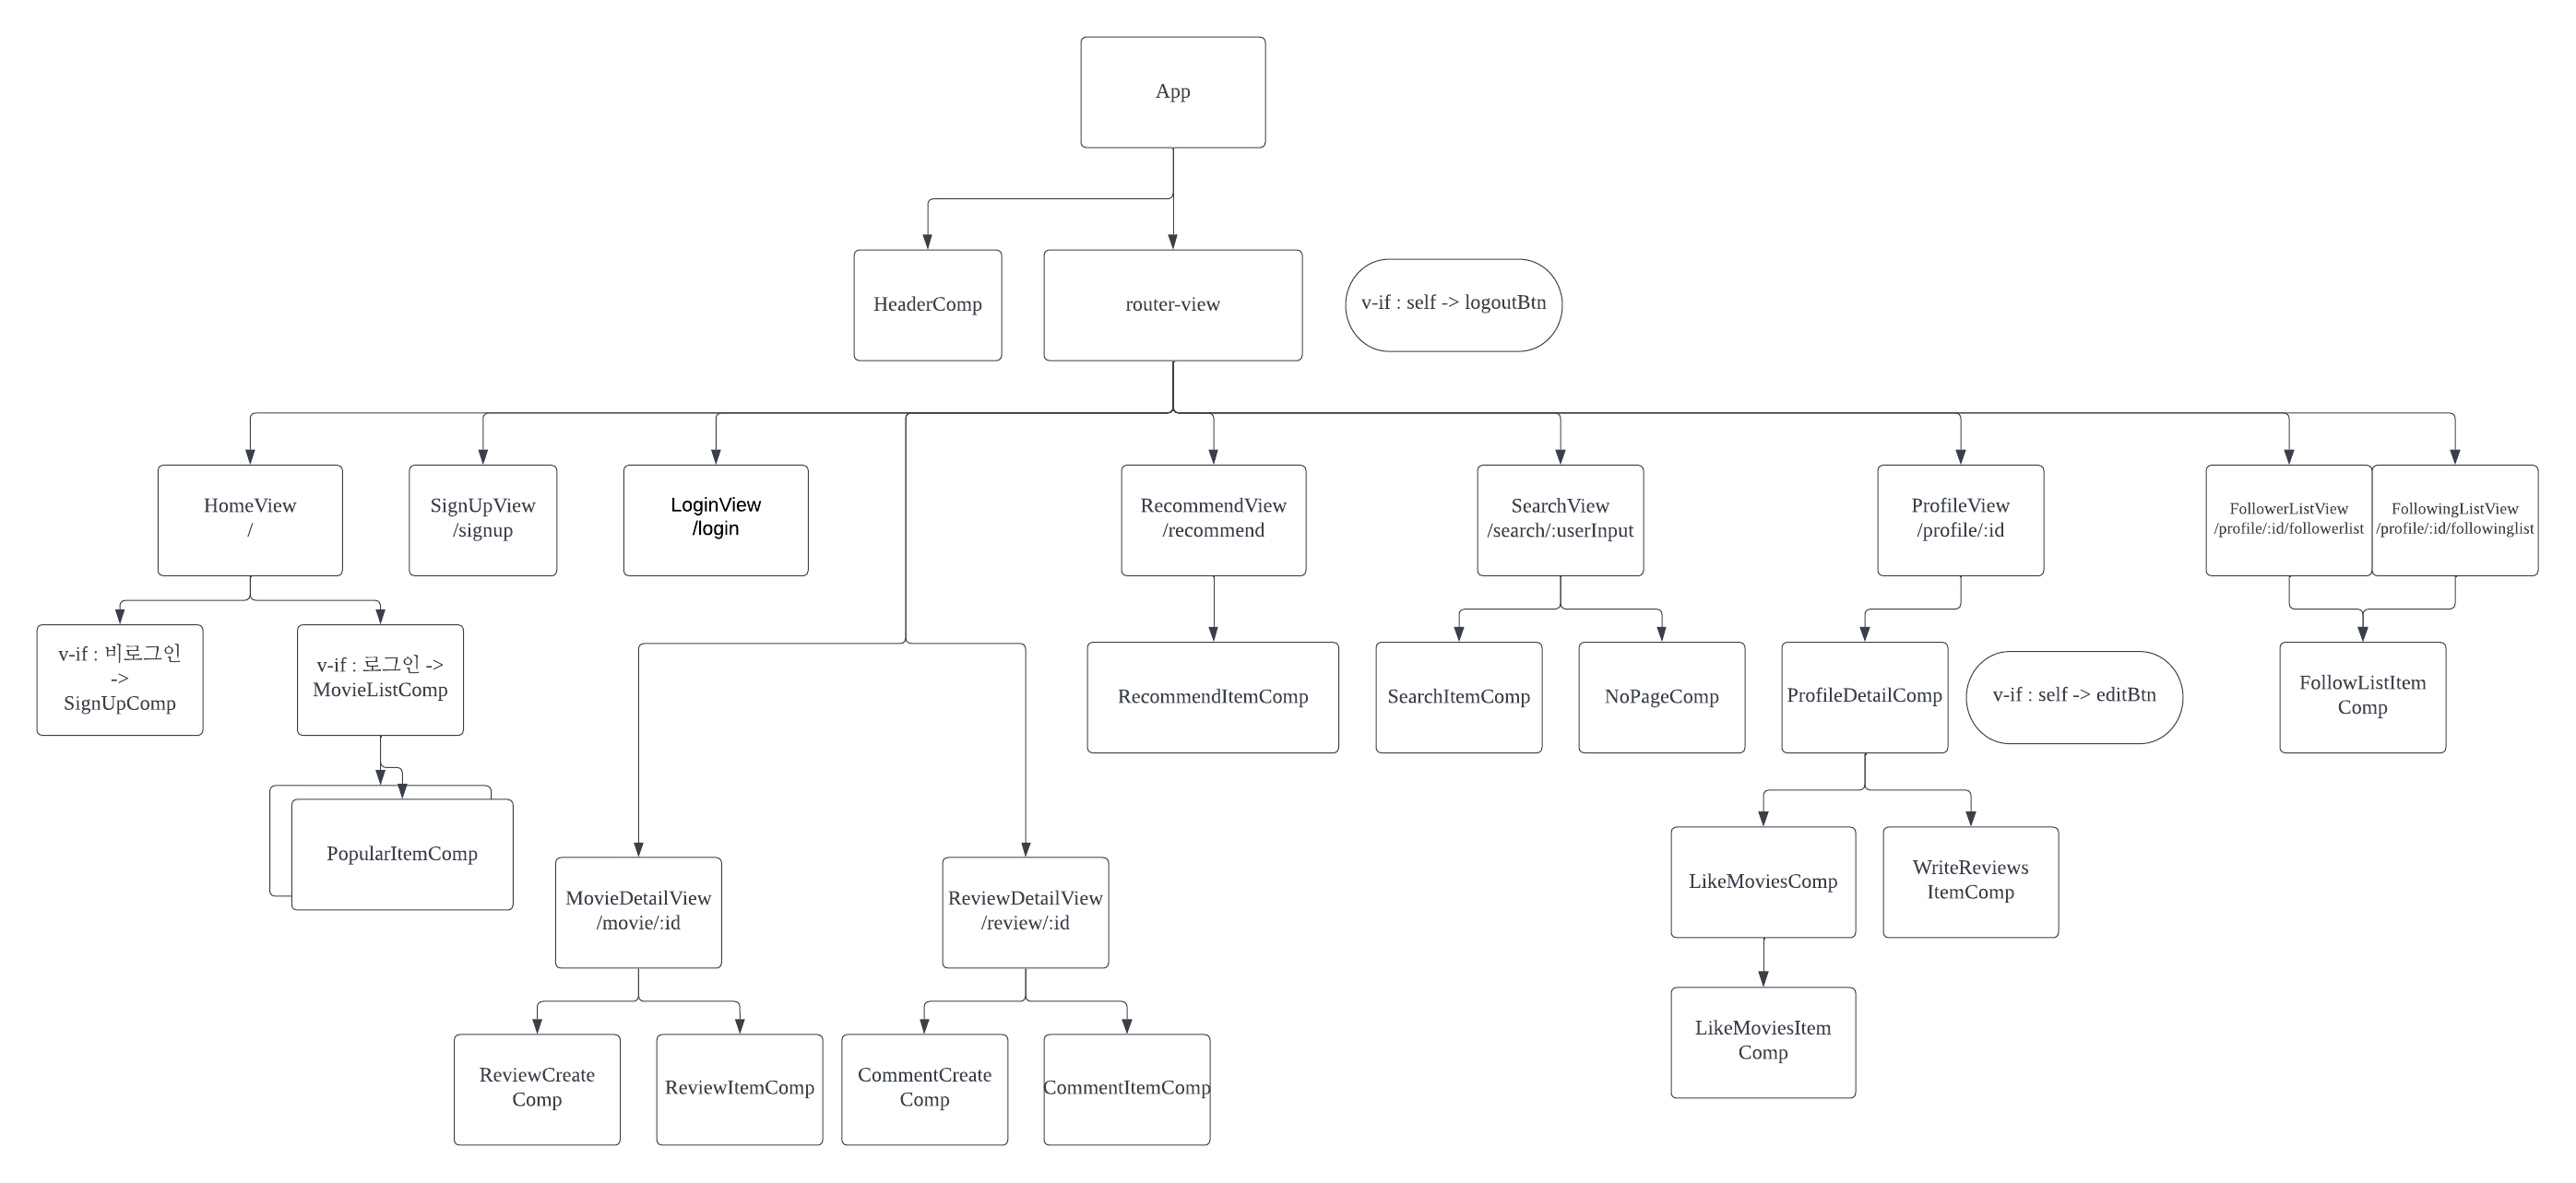 App
HeaderComp
router-view
v-if : self -> logoutBtn
HomeView
/
SignUpView
/signup
LoginView
/login
RecommendView
/recommend
SearchView
/search/:userInput
ProfileView
/profile/:id
FollowerListView
/profile/:id/followerlist
FollowingListView
/profile/:id/followinglist
v-if : 비로그인
->
SignUpComp
v-if : 로그인 ->
MovieListComp
RecommendItemComp
SearchItemComp
NoPageComp
ProfileDetailComp
v-if : self -> editBtn
FollowListItem
Comp
PopularItemComp
MovieDetailView
/movie/:id
ReviewDetailView
/review/:id
LikeMoviesComp
WriteReviews
ItemComp
ReviewCreate
Comp
ReviewItemComp
CommentCreate
Comp
CommentItemComp
LikeMoviesItem
Comp